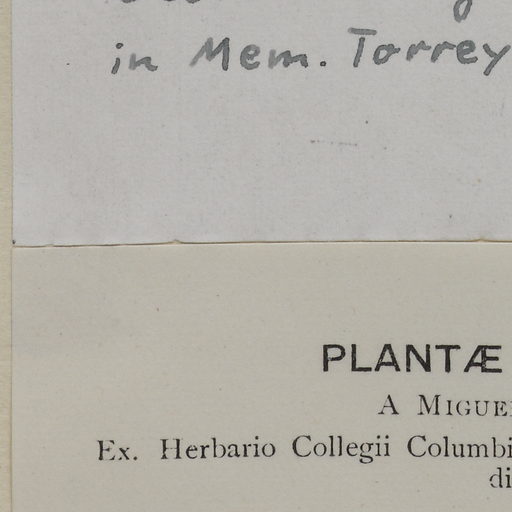 in Mem. Torrey
PLANTÆ
A MIGUE
Ex. Herbario Collegii Columbi
di